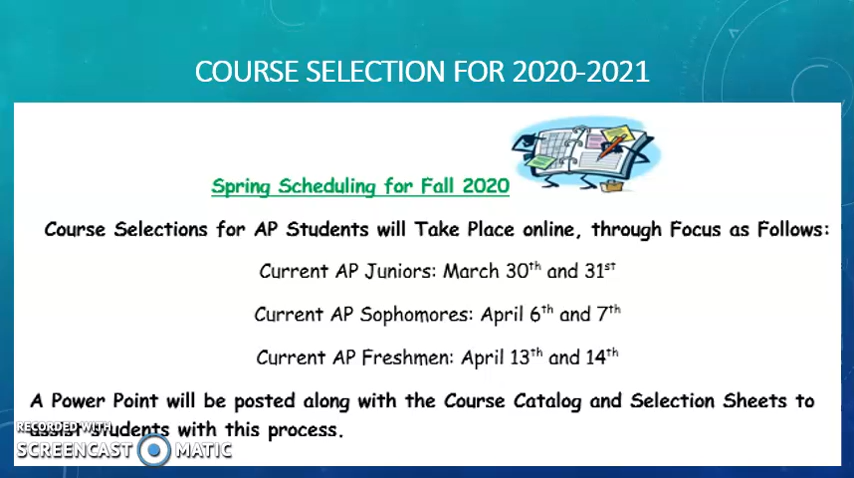 COURSE SELECTION FOR 2020-2021
Spring Scheduling for Fall 2020
Course Selections for AP Students will Take Place online, through Focus as Follows:
Current AP Juniors: March 30th and 31st
Current AP Sophomores: April 6th and 7th
Current AP Freshmen: April 13th and 14th
A Power Point will be posted along with the Course Catalog and Selection Sheets to
assist students with this process.
RECORDED WITH
SCREENCAST MATIC